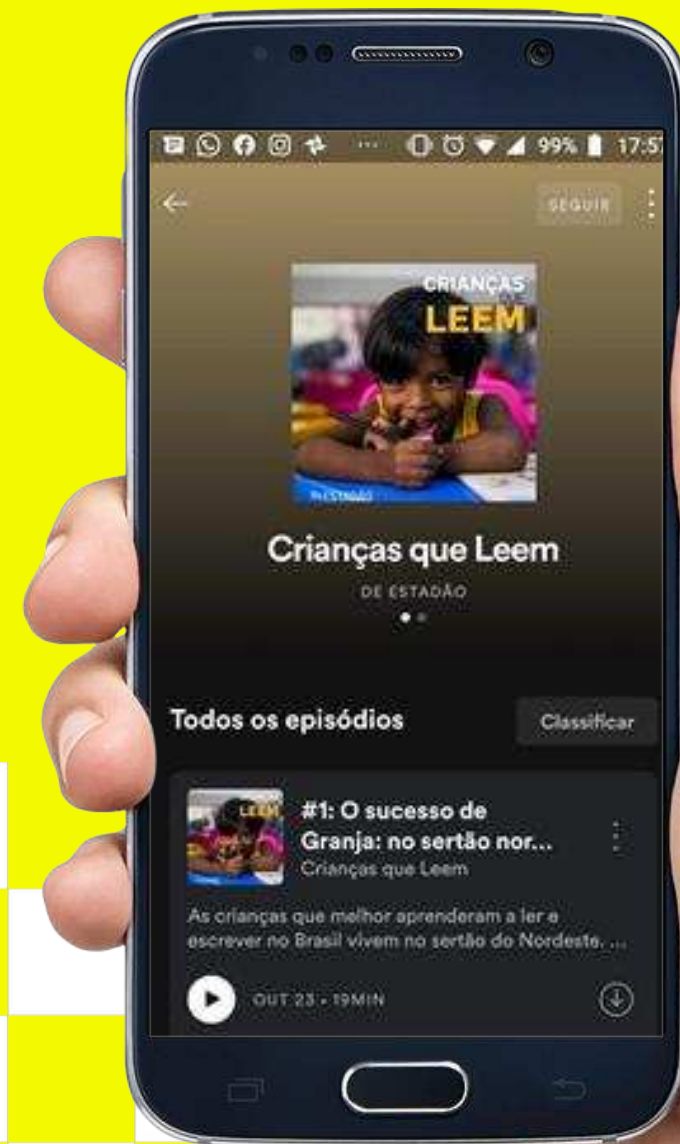 99% 17:57
SEGUIR
CRIANÇAS
QUE
LEEM
ESTADÃO
Crianças que Leem
DE ESTADÃO
Todos os episódios
Classificar
LEEM
#1: O sucesso de
Granja: no sertão nor...
Crianças que Leem
As crianças que melhor aprenderam a ler e
escrever no Brasil vivem no sertão do Nordeste. ...
OUT 23 • 19MIN